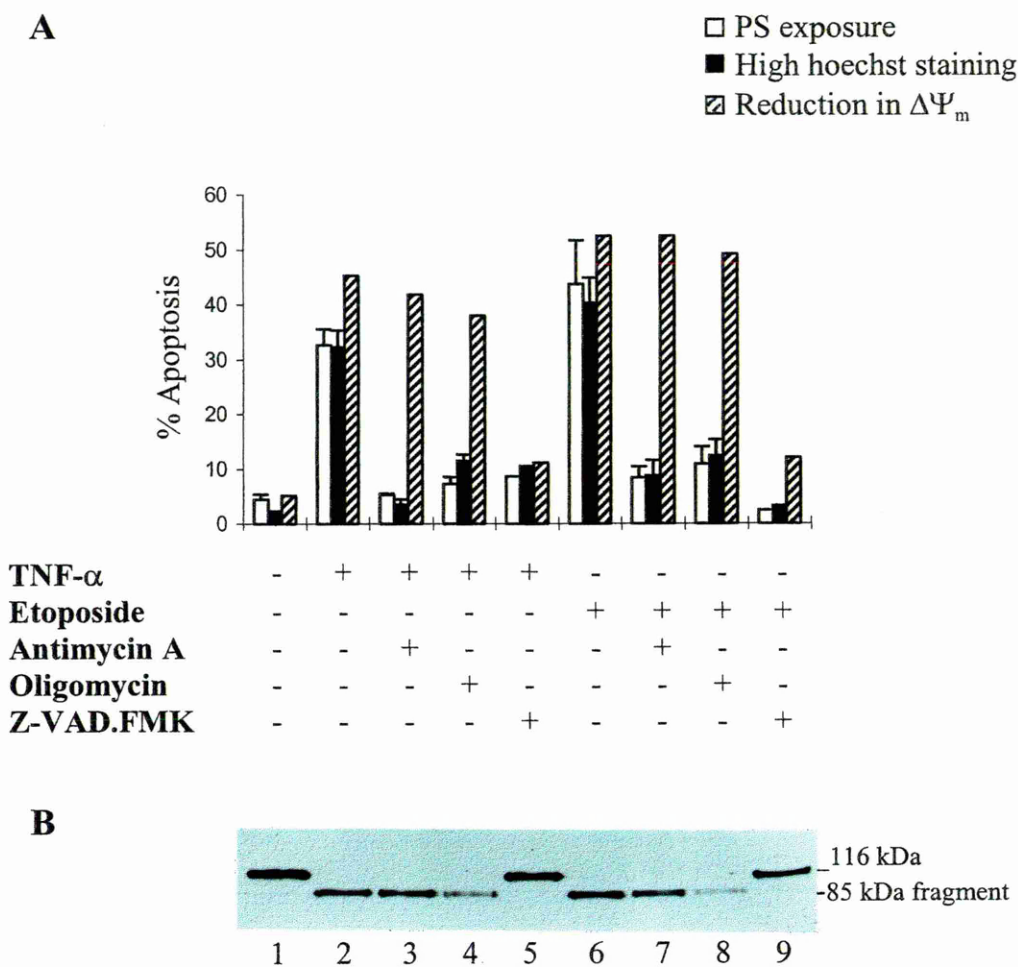 A
PS exposure
High hoechst staining
Reduction in ΔΨm
60
50
40
30
20
10
0
% Apoptosis
TNF-α - + + + + - - - -
Etoposide - - - - - + + + +
Antimycin A - - + - - - + - -
Oligomycin - - - + - - - + -
Z-VAD.FMK - - - - + - - - +
B
116 kDa
-85 kDa fragment
1 2 3 4 5 6 7 8 9